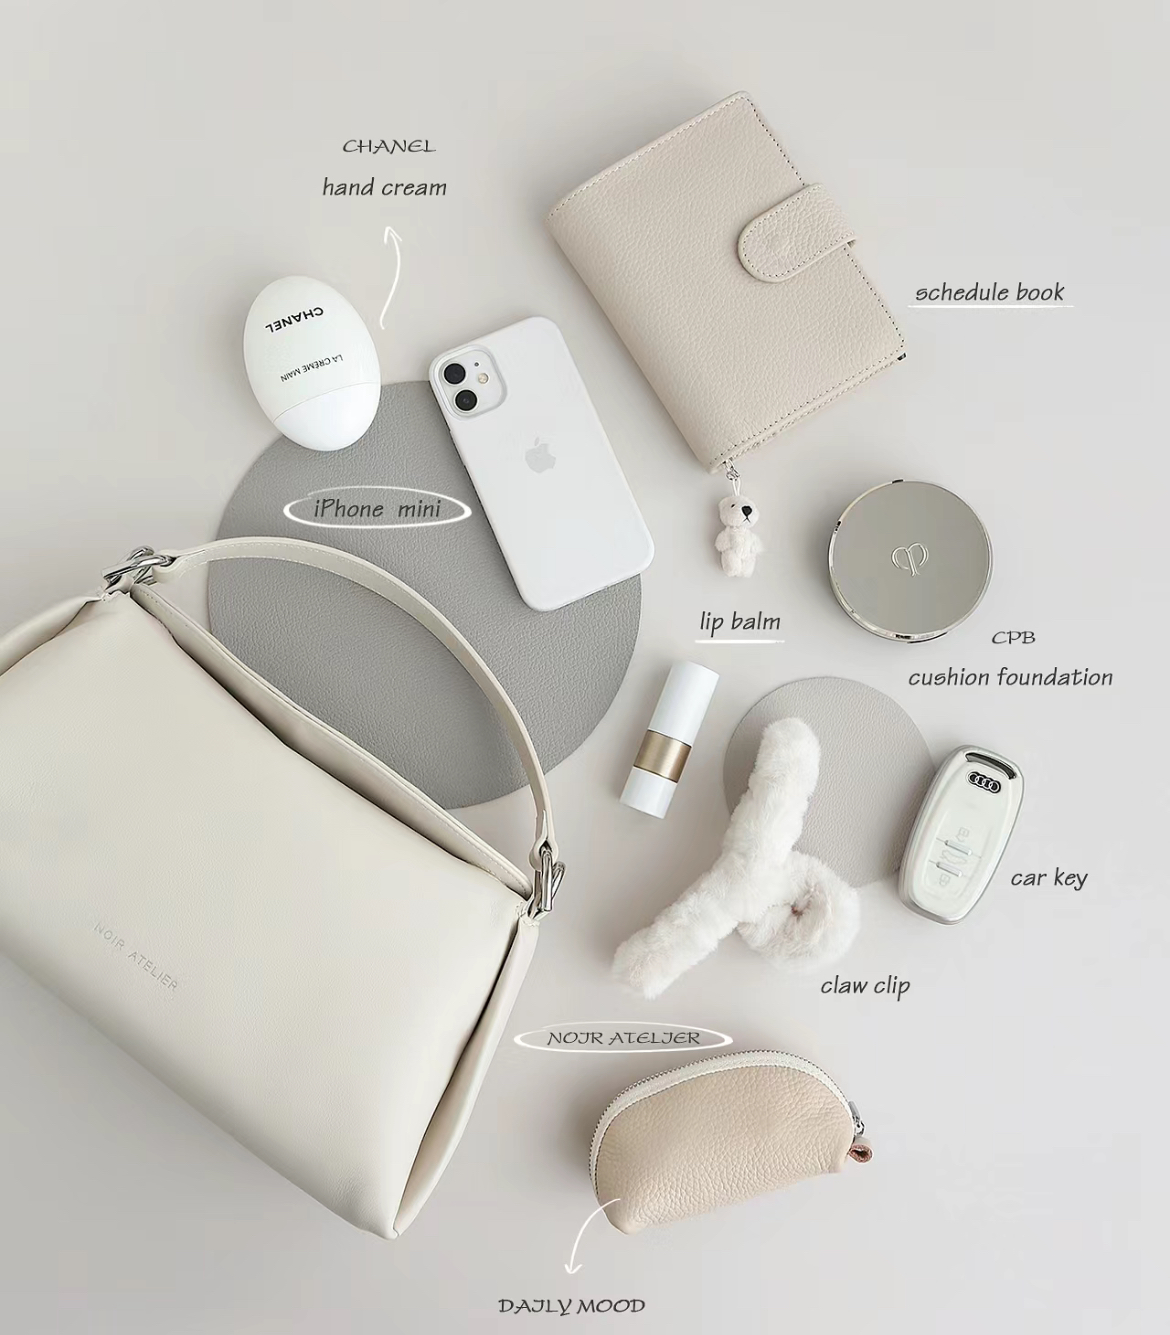 CHANEL
hand cream
CHANEL
LA CRÈME MAIN
schedule book
iPhone mini
lip balm
CPB
cushion foundation
car key
NOIR ATELIER
claw clip
NOIR ATELIER
DAILY MOOD